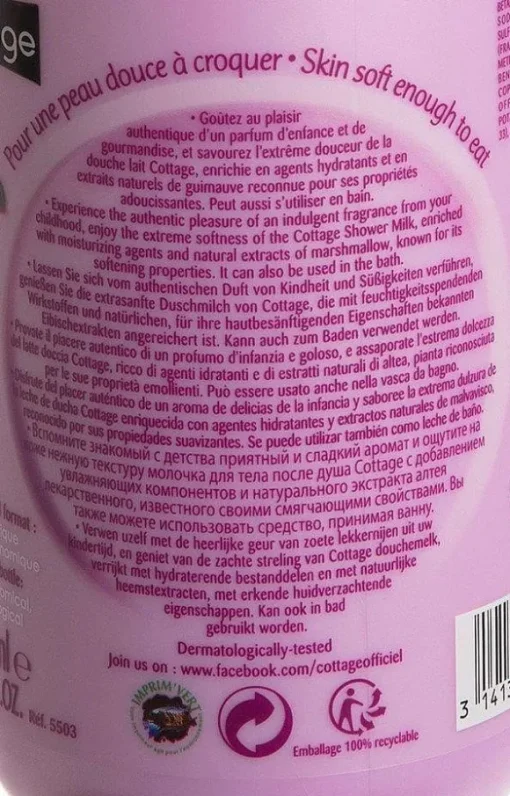 ge
Pour une peau douce à croquer • Skin soft enough to eat
• Goûtez au plaisir
authentique d'un parfum d'enfance et de
gourmandise, et savourez l'extrême douceur de la
douche lait Cottage, enrichie en agents hydratants et en
extraits naturels de guimauve reconnue pour ses propriétés
adoucissantes. Peut aussi s'utiliser en bain.
• Experience the authentic pleasure of an indulgent fragrance from your
childhood, enjoy the extreme softness of the Cottage Shower Milk, enriched
with moisturizing agents and natural extracts of marshmallow, known for its
softening properties. It can also be used in the bath.
• Lassen Sie sich vom authentischen Duft von Kindheit und Süßigkeiten verführen,
genießen Sie die extrasanfte Duschmilch von Cottage, die mit feuchtigkeitsspendenden
Wirkstoffen und natürlichen, für ihre hautbesänftigenden Eigenschaften bekannten
Eibischextrakten angereichert ist. Kann auch zum Baden verwendet werden.
• Provate il piacere autentico di un profumo d'infanzia e goloso, e assaporate l'estrema dolcezza
del latte doccia Cottage, ricco di agenti idratanti e di estratti naturali di altea, pianta riconosciuta
per le sue proprietà emollienti. Può essere usato anche nella vasca da bagno.
• Disfrute del placer auténtico de un aroma de delicias de la infancia y saboree la extrema dulzura de
leche de ducha Cottage enriquecida con agentes hidratantes y extractos naturales de malvavisco,
reconocido por sus propiedades suavizantes. Se puede utilizar también como leche de baño.
• Вспомните знакомый с детства приятный и сладкий аромат и ощутите на
коже нежную текстуру молочка для тела после душа Cottage с добавлением
увлажняющих компонентов и натурального экстракта алтея
лекарственного, известного своими смягчающими свойствами. Вы
также можете использовать средство, принимая ванну.
• Verwen uzelf met de heerlijke geur van zoete lekkernijen uit uw
kindertijd, en geniet van de zachte streling van Cottage douchemelk,
verrijkt met hydraterende bestanddelen en met natuurlijke
heemstextracten, met erkende huidverzachtende
eigenschappen. Kan ook in bad
gebruikt worden.
Dermatologically-tested
Join us on : www.facebook.com/cottageofficiel
IMPRIM'VERT
Emballage 100% recyclable
format :
Réf. 5503